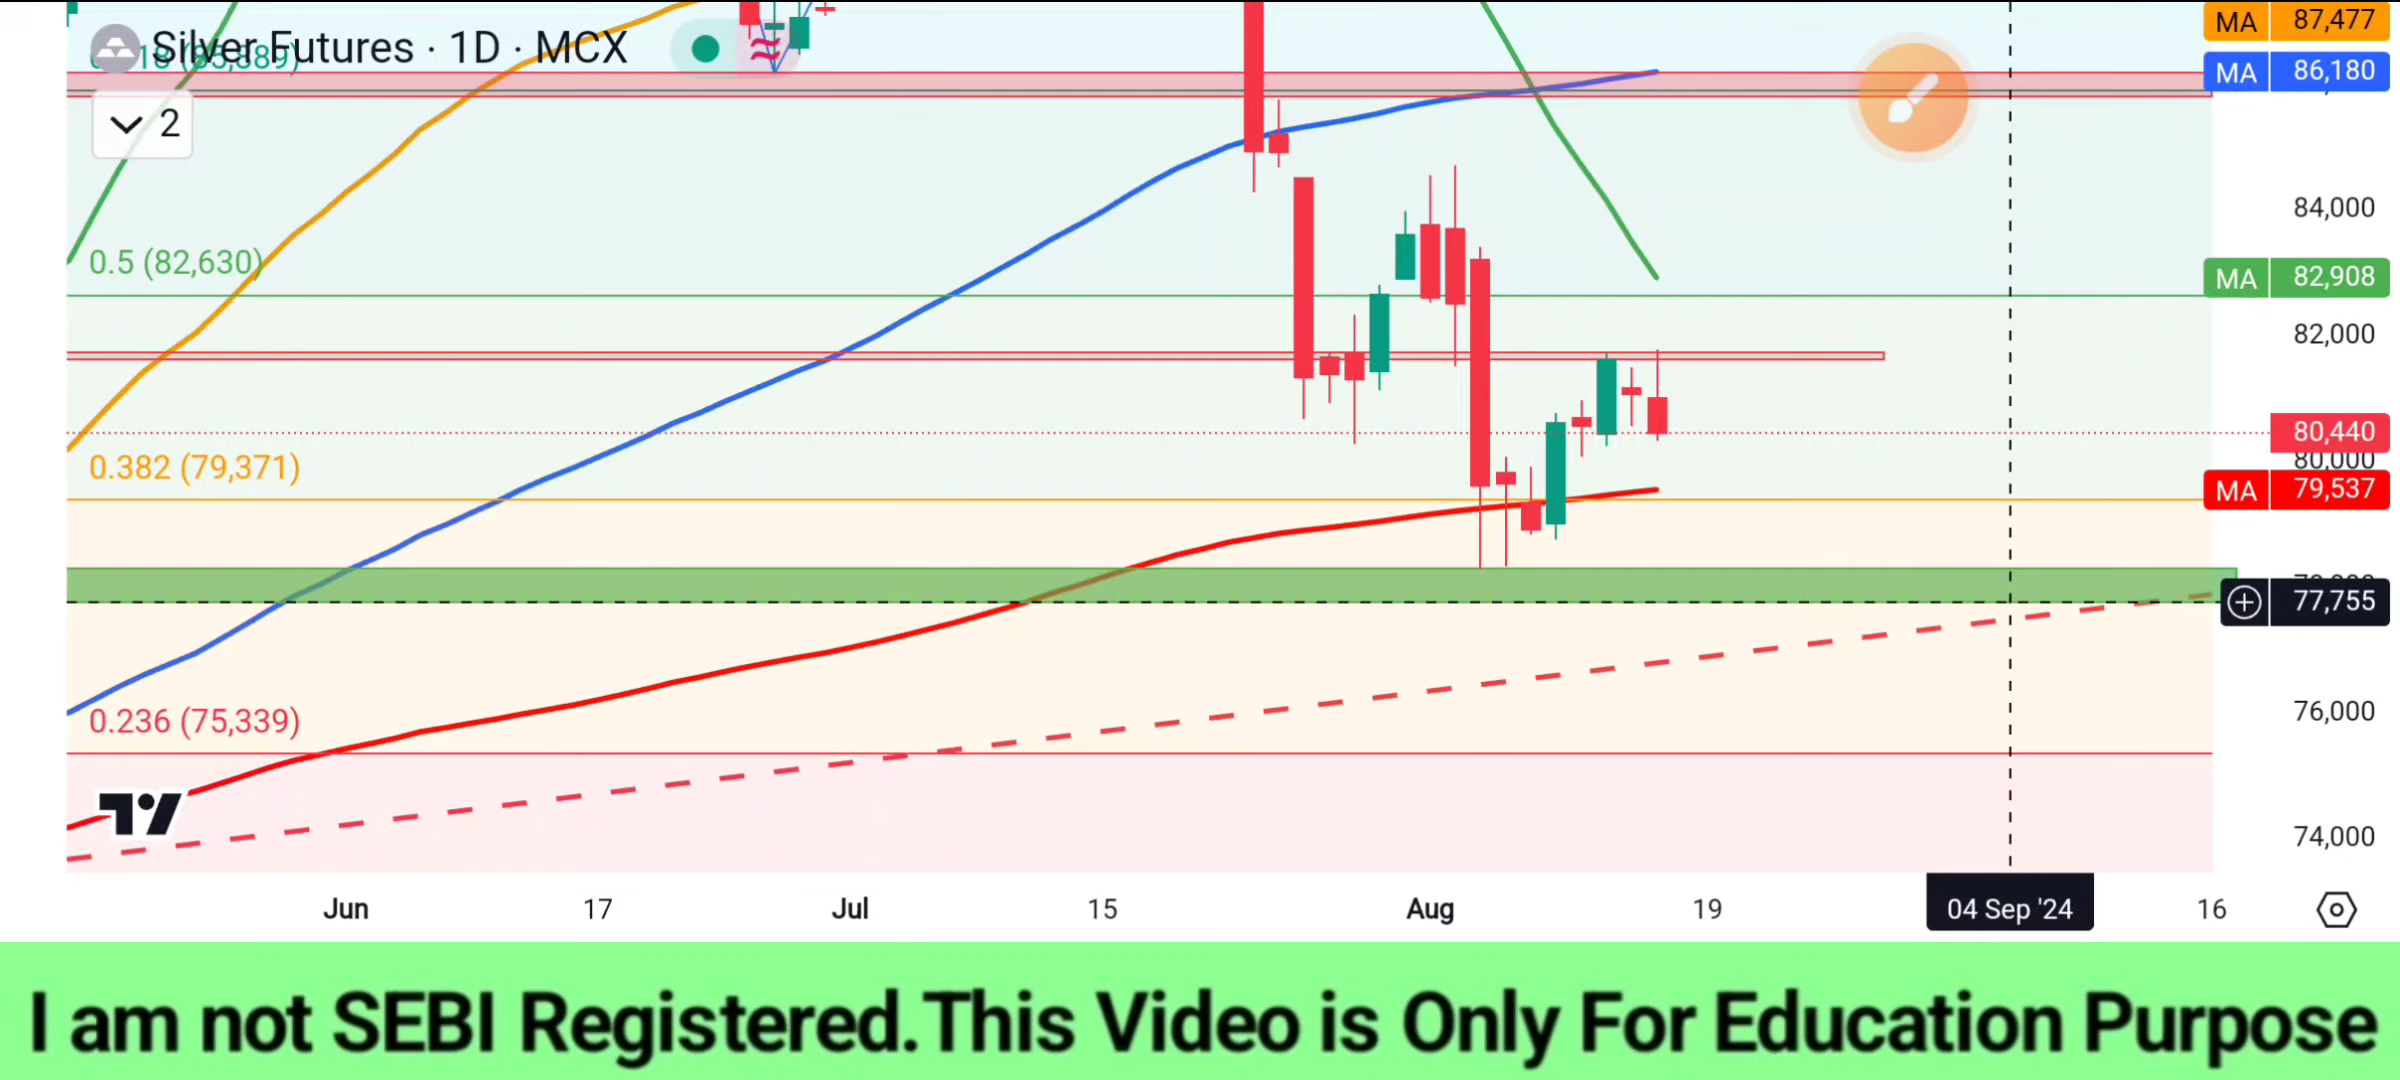 Silver Futures · 1D · MCX
2
0.5 (82,630)
0.382 (79,371)
0.236 (75,339)
MA 87,477
MA 86,180
84,000
MA 82,908
82,000
80,440
80,000
MA 79,537
77,755
76,000
74,000
Jun 17 Jul 15 Aug 19 04 Sep '24 16
I am not SEBI Registered.This Video is Only For Education Purpose